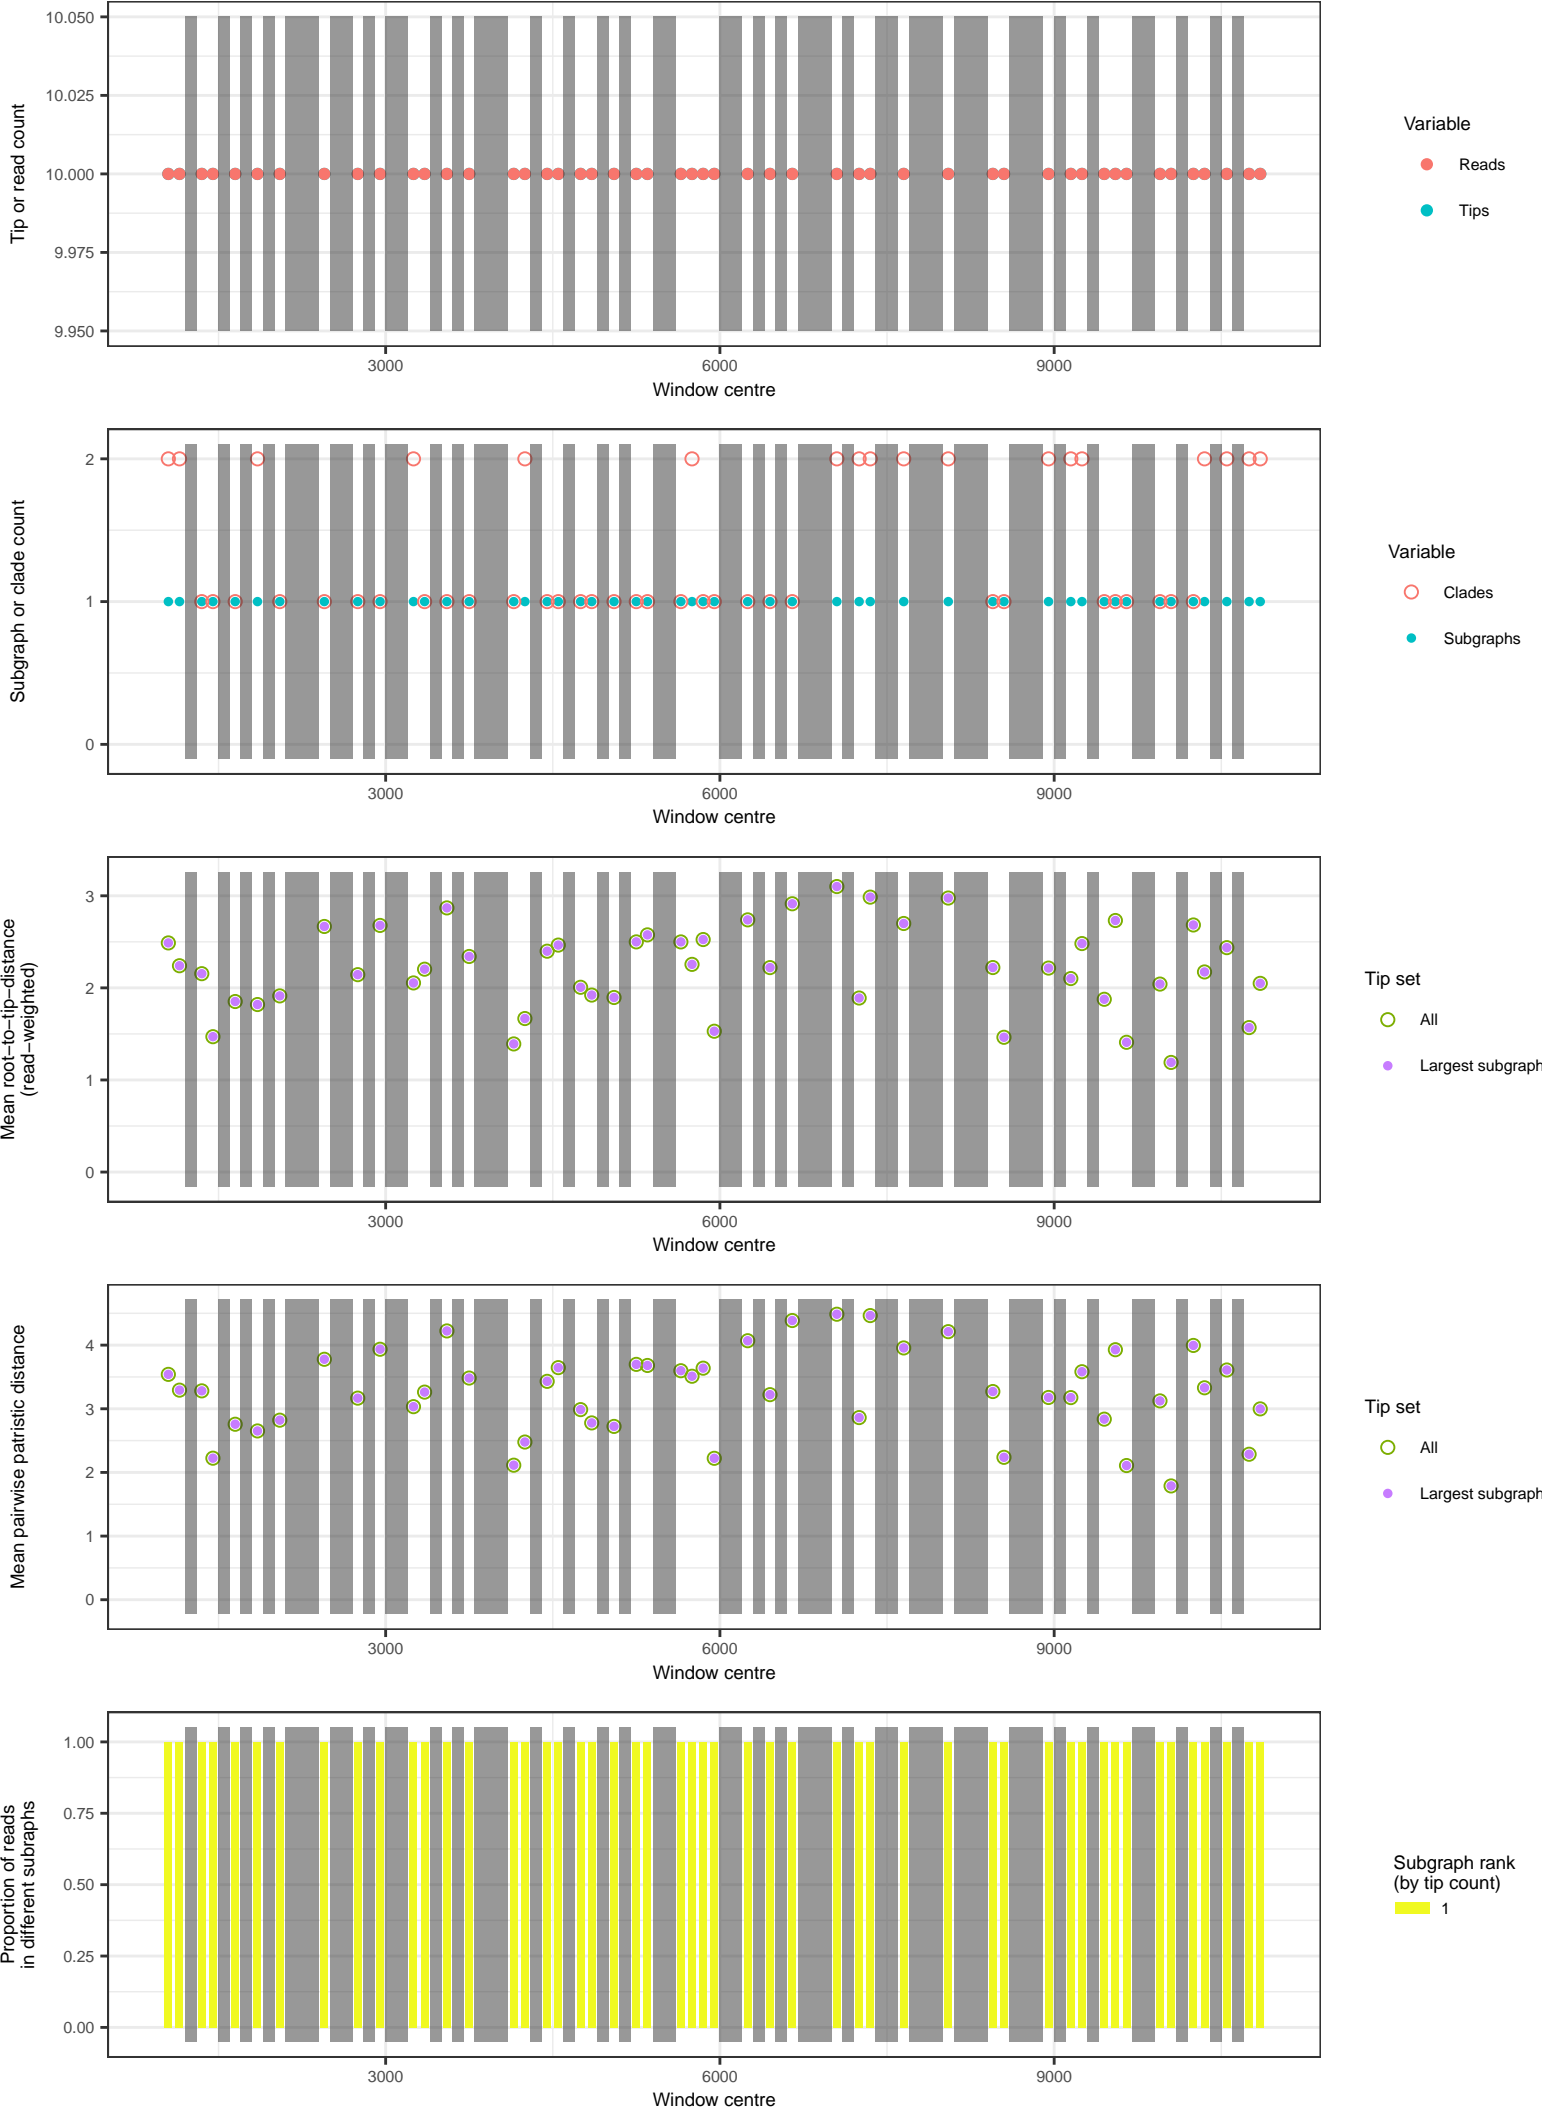 10.050
10.025
10.000
9.975
9.950
Tip or read count
3000
6000
9000
Window centre
Variable
Reads
Tips
2
1
0
Subgraph or clade count
3000
6000
9000
Window centre
Variable
Clades
Subgraphs
3
2
1
0
Mean root−to−tip−distance
(read−weighted)
3000
6000
9000
Window centre
Tip set
All
Largest subgraph
4
3
2
1
0
Mean pairwise patristic distance
3000
6000
9000
Window centre
Tip set
All
Largest subgraph
1.00
0.75
0.50
0.25
0.00
Proportion of reads
in different subraphs
3000
6000
9000
Window centre
Subgraph rank
(by tip count)
1